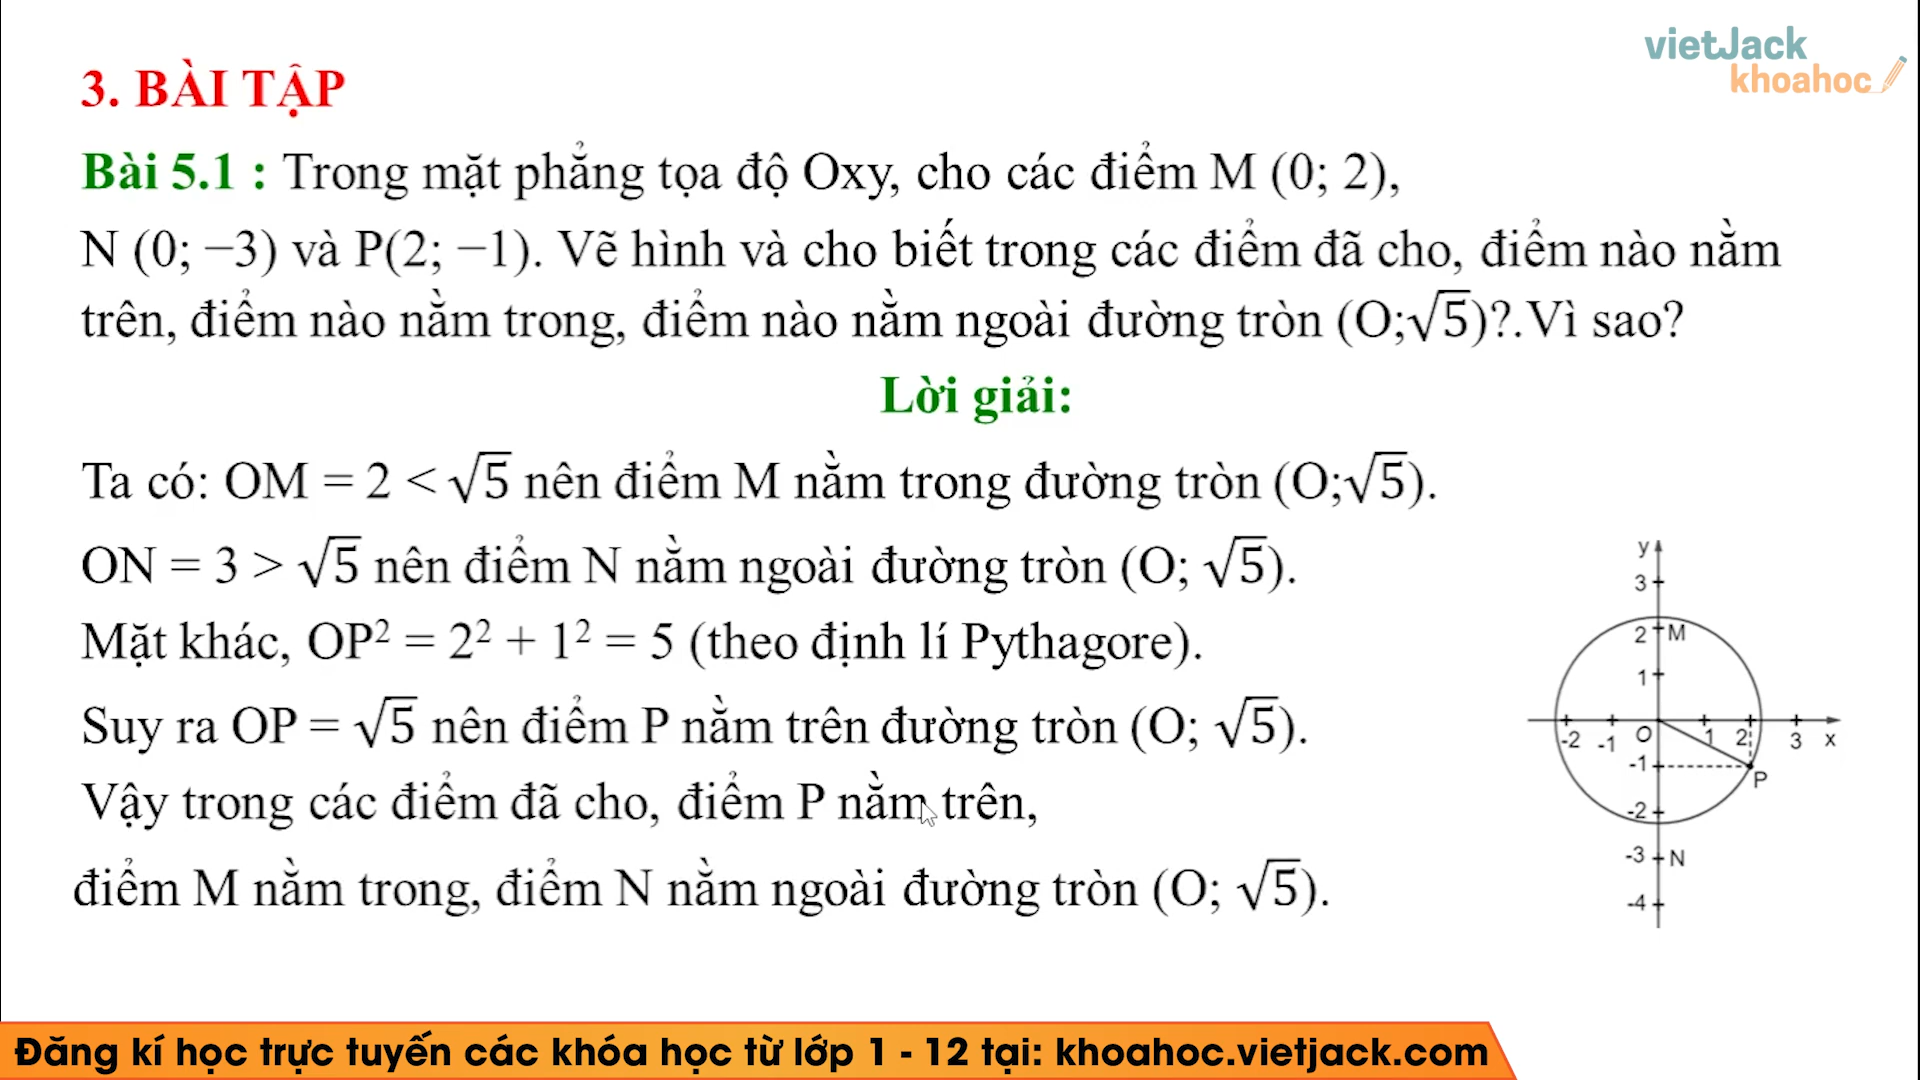 vietJack
khoahoc
3. BÀI TẬP
Bài 5.1 : Trong mặt phẳng tọa độ Oxy, cho các điểm M (0; 2),
N (0; −3) và P(2; −1). Vẽ hình và cho biết trong các điểm đã cho, điểm nào nằm
trên, điểm nào nằm trong, điểm nào nằm ngoài đường tròn (O;√5)?.Vì sao?
Lời giải:
Ta có: OM = 2 < √5 nên điểm M nằm trong đường tròn (O;√5).
ON = 3 > √5 nên điểm N nằm ngoài đường tròn (O; √5).
Mặt khác, OP² = 2² + 1² = 5 (theo định lí Pythagore).
Suy ra OP = √5 nên điểm P nằm trên đường tròn (O; √5).
Vậy trong các điểm đã cho, điểm P nằm trên,
điểm M nằm trong, điểm N nằm ngoài đường tròn (O; √5).
y
3
2 M
1
-2 -1 O 1 2 3 x
-1
P
-2
-3 N
-4
Đăng kí học trực tuyến các khóa học từ lớp 1 - 12 tại: khoahoc.vietjack.com